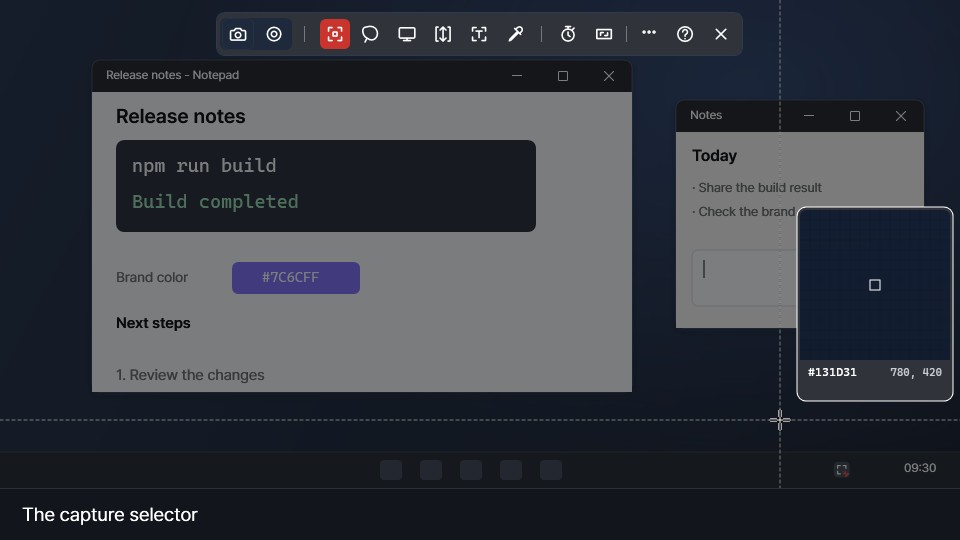 Release notes - Notepad
Release notes
npm run build
Build completed
Brand color
#7C6CFF
Next steps
1. Review the changes
Notes
Today
· Share the build result
· Check the brand
#131D31
780, 420
09:30
The capture selector